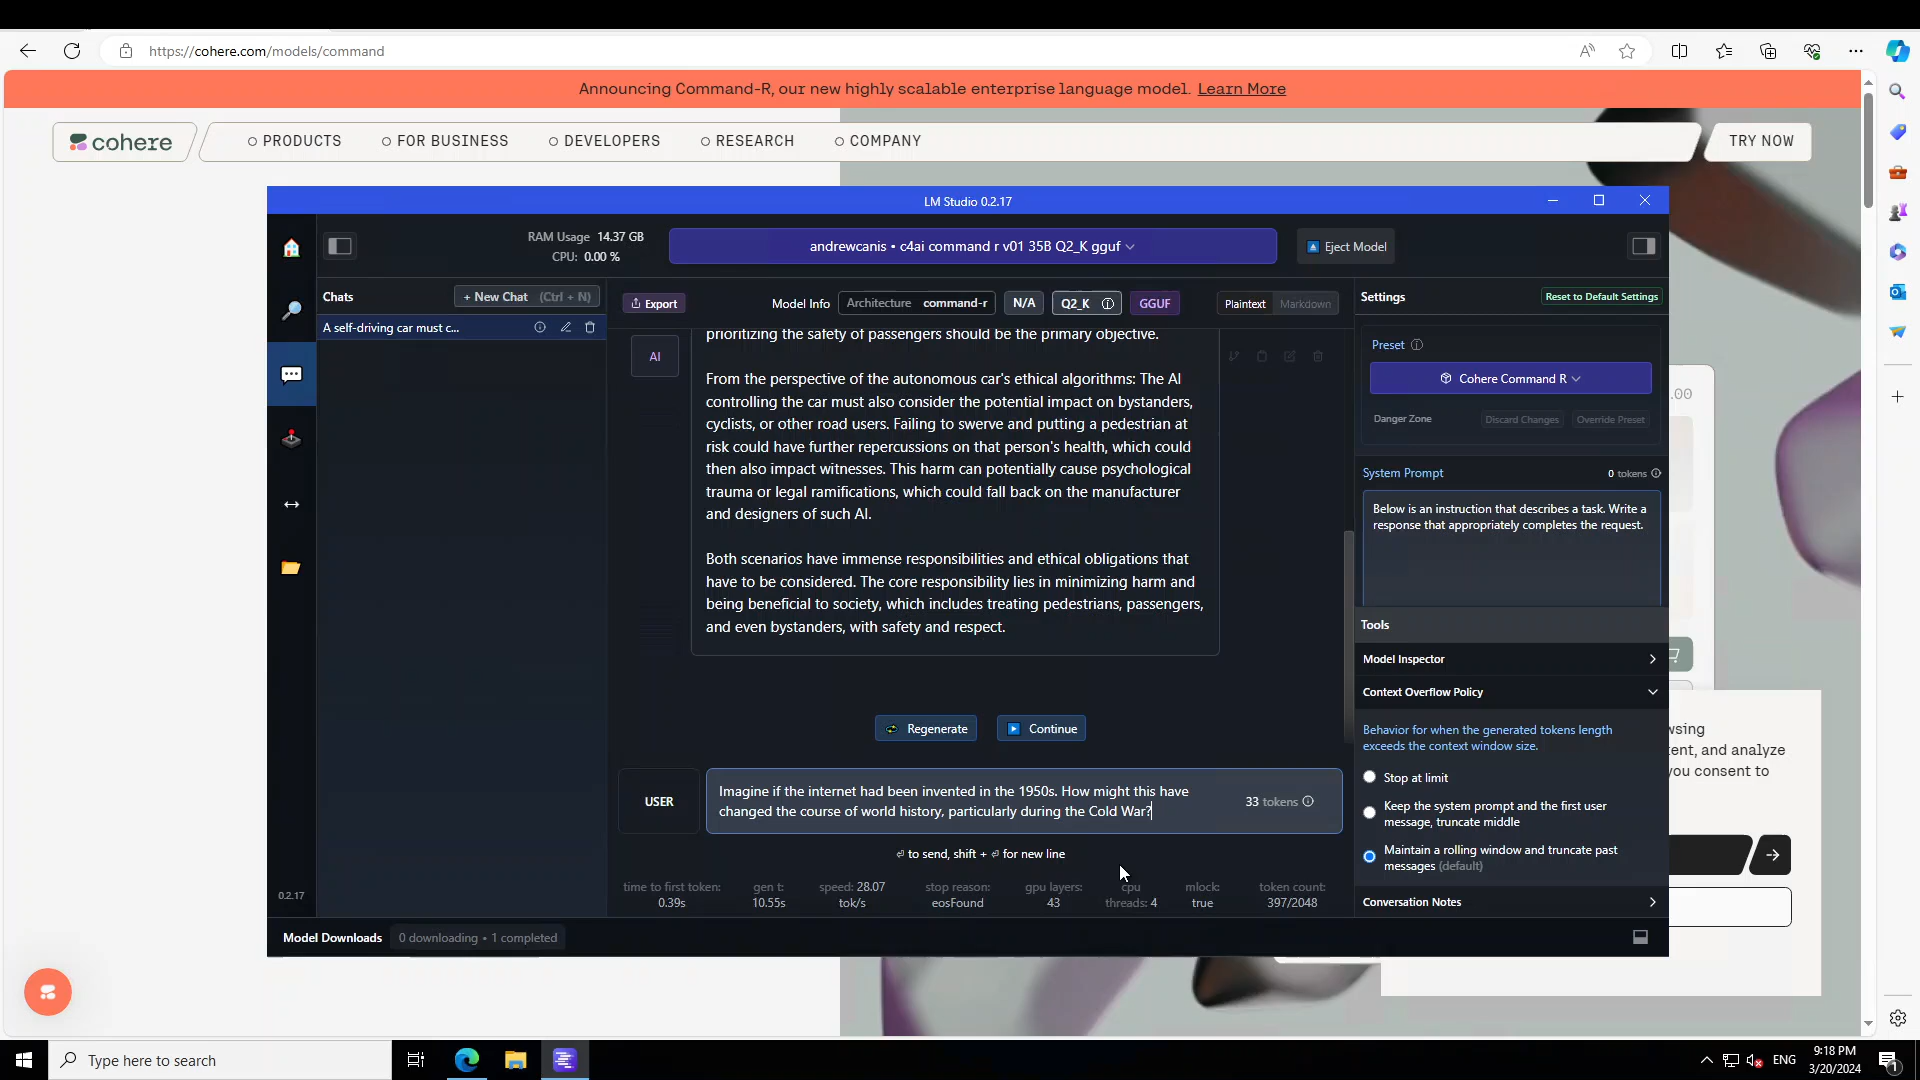 https://cohere.com/models/command
Announcing Command-R, our new highly scalable enterprise language model. Learn More
cohere
PRODUCTS
FOR BUSINESS
DEVELOPERS
RESEARCH
COMPANY
TRY NOW
LM Studio 0.2.17
RAM Usage 14.37 GB
CPU: 0.00 %
andrewcanis • c4ai command r v01 35B Q2_K gguf
Eject Model
Chats
+ New Chat (Ctrl + N)
A self-driving car must c...
Export
Model Info
Architecture command-r
N/A
Q2_K
GGUF
Plaintext
Markdown
AI
prioritizing the safety of passengers should be the primary objective.
From the perspective of the autonomous car's ethical algorithms: The AI
controlling the car must also consider the potential impact on bystanders,
cyclists, or other road users. Failing to swerve and putting a pedestrian at
risk could have further repercussions on that person's health, which could
then also impact witnesses. This harm can potentially cause psychological
trauma or legal ramifications, which could fall back on the manufacturer
and designers of such AI.
Both scenarios have immense responsibilities and ethical obligations that
have to be considered. The core responsibility lies in minimizing harm and
being beneficial to society, which includes treating pedestrians, passengers,
and even bystanders, with safety and respect.
Regenerate
Continue
USER
Imagine if the internet had been invented in the 1950s. How might this have
changed the course of world history, particularly during the Cold War?
33 tokens
⏎ to send, shift + ⏎ for new line
time to first token:
0.39s
gen t:
10.55s
speed: 28.07
tok/s
stop reason:
eosFound
gpu layers:
43
cpu
threads: 4
mlock:
true
token count:
397/2048
0.2.17
Model Downloads
0 downloading • 1 completed
Settings
Reset to Default Settings
Preset
Cohere Command R
Danger Zone
Discard Changes
Override Preset
System Prompt
0 tokens
Below is an instruction that describes a task. Write a
response that appropriately completes the request.
Tools
Model Inspector
Context Overflow Policy
Behavior for when the generated tokens length
exceeds the context window size.
Stop at limit
Keep the system prompt and the first user
message, truncate middle
Maintain a rolling window and truncate past
messages (default)
Conversation Notes
.00
wsing
tent, and analyze
you consent to
Type here to search
ENG
9:18 PM
3/20/2024
1